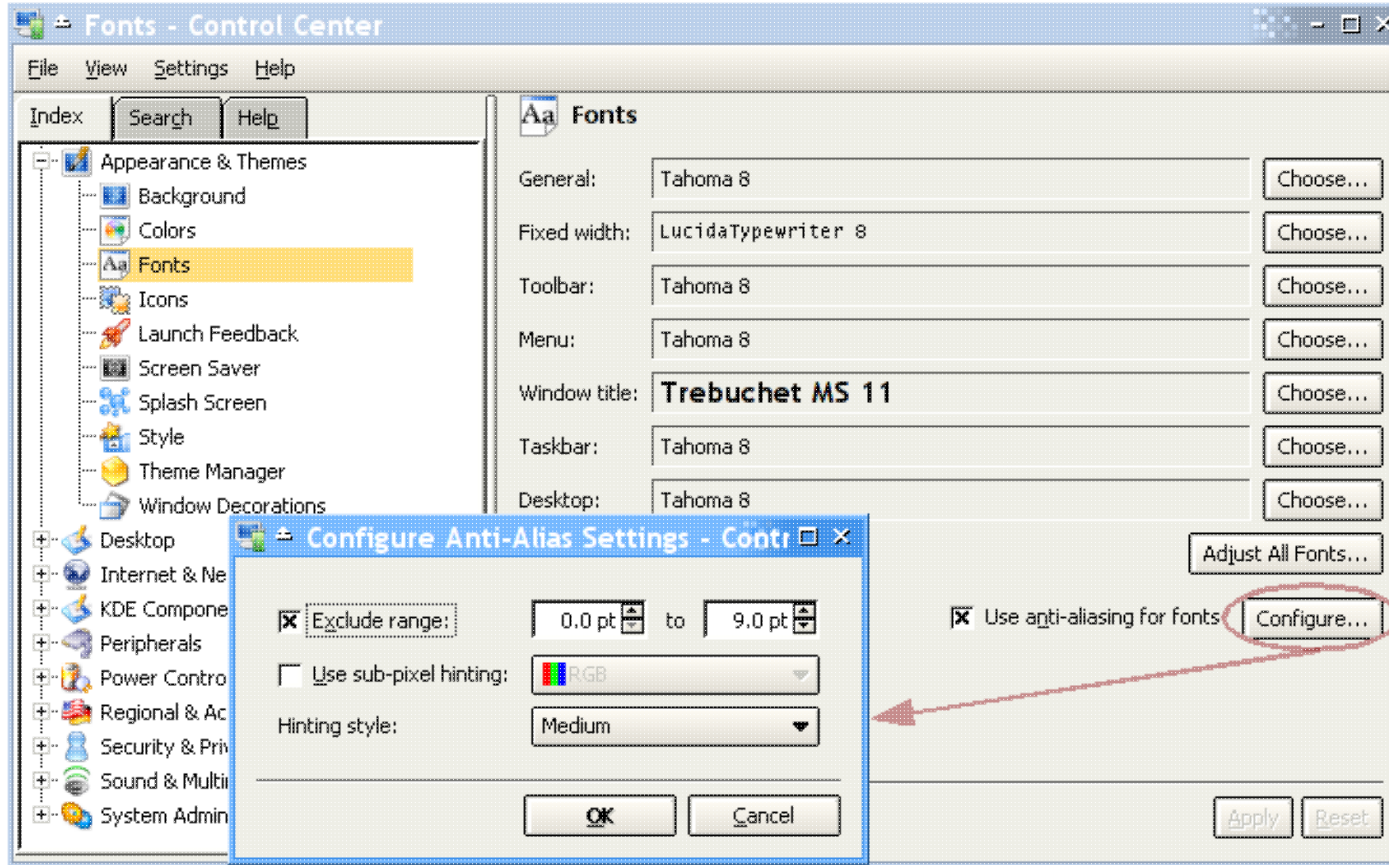 Fonts - Control Center
File View Settings Help
Index Search Help
Appearance & Themes
Background
Colors
Fonts
Icons
Launch Feedback
Screen Saver
Splash Screen
Style
Theme Manager
Window Decorations
Desktop
Internet & Ne
KDE Compone
Peripherals
Power Contro
Regional & Ac
Security & Priv
Sound & Multi
System Admin
Aa Fonts
General: Tahoma 8 Choose...
Fixed width: LucidaTypewriter 8 Choose...
Toolbar: Tahoma 8 Choose...
Menu: Tahoma 8 Choose...
Window title: Trebuchet MS 11 Choose...
Taskbar: Tahoma 8 Choose...
Desktop: Tahoma 8 Choose...
Adjust All Fonts...
Use anti-aliasing for fonts Configure...
Apply Reset
Configure Anti-Alias Settings - Contr
Exclude range: 0.0 pt to 9.0 pt
Use sub-pixel hinting: RGB
Hinting style: Medium
OK Cancel